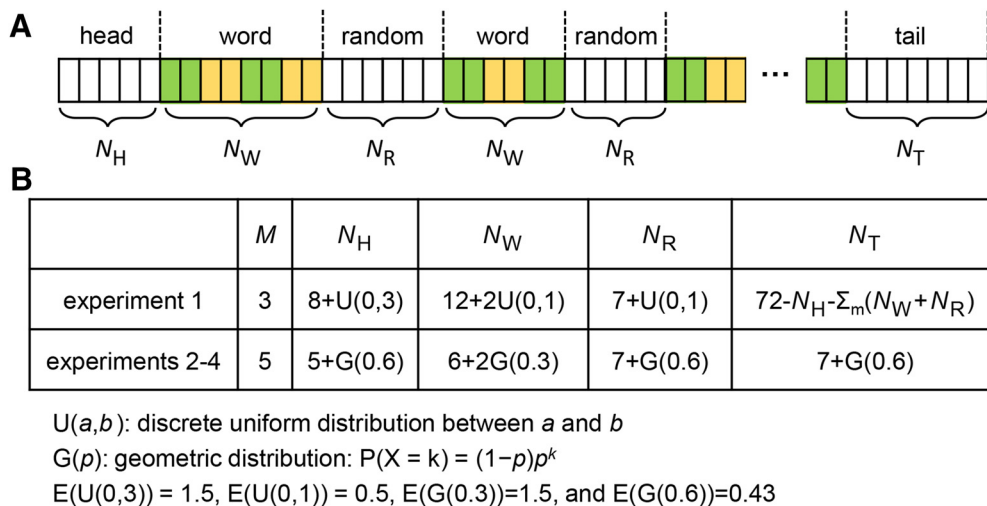 A
head word random word random tail
...
N_H N_W N_R N_W N_R N_T
B
M N_H N_W N_R N_T
experiment 1 3 8+U(0,3) 12+2U(0,1) 7+U(0,1) 72-N_H-Σ_m(N_W+N_R)
experiments 2-4 5 5+G(0.6) 6+2G(0.3) 7+G(0.6) 7+G(0.6)
U(a,b): discrete uniform distribution between a and b
G(p): geometric distribution: P(X = k) = (1−p)p^k
E(U(0,3)) = 1.5, E(U(0,1)) = 0.5, E(G(0.3))=1.5, and E(G(0.6))=0.43